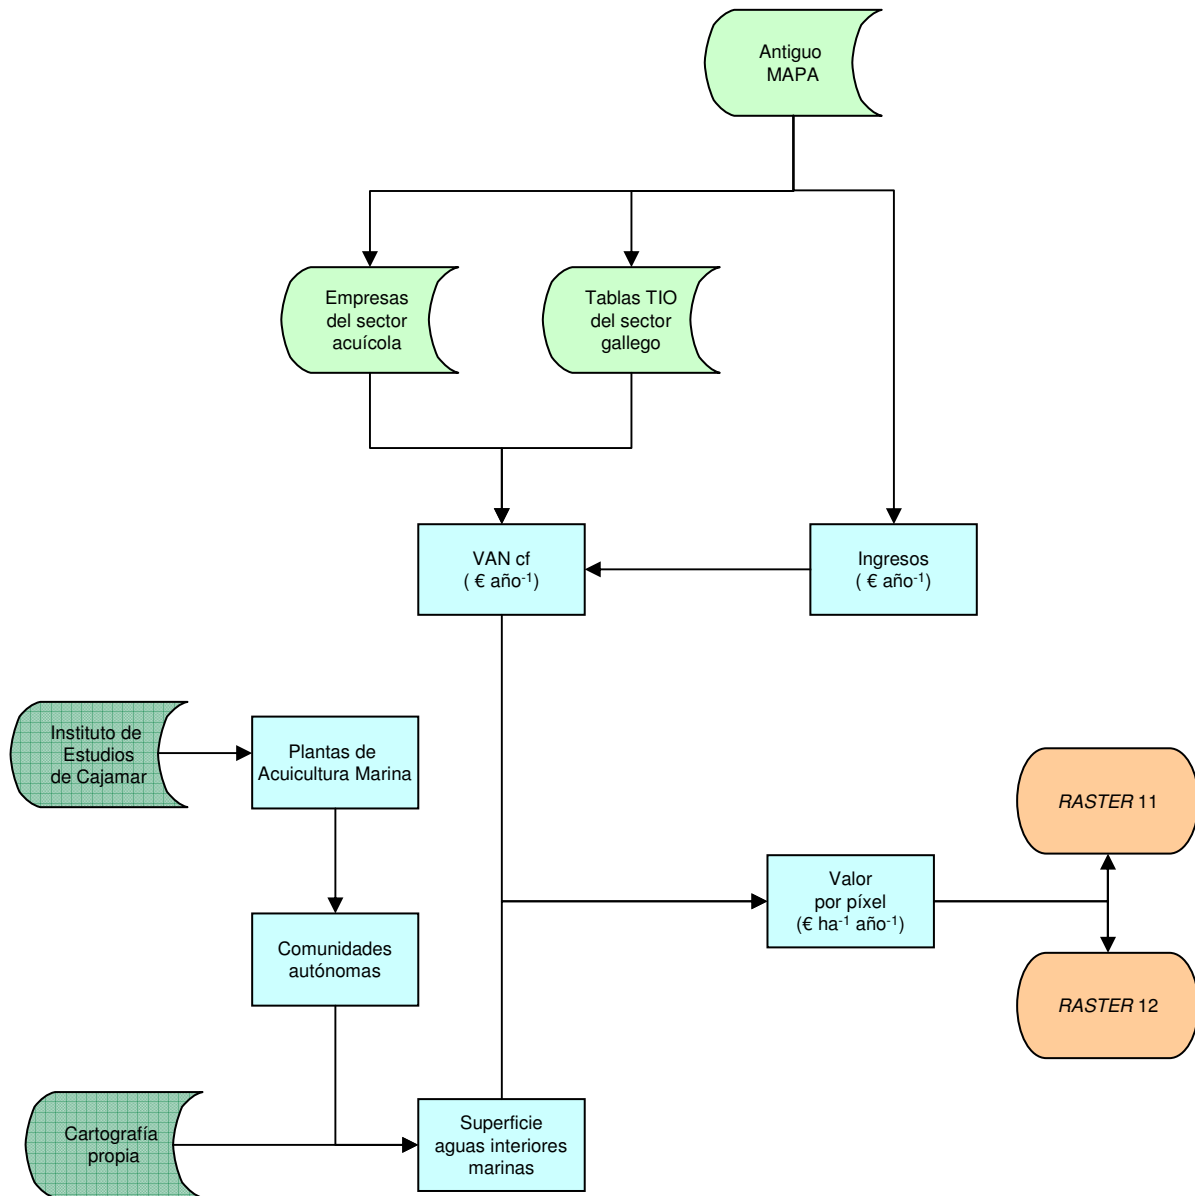 Antiguo
MAPA
Empresas
del sector
acuícola
Tablas TIO
del sector
gallego
VAN cf
( € año⁻¹)
Ingresos
( € año⁻¹)
Instituto de
Estudios
de Cajamar
Plantas de
Acuicultura Marina
RASTER 11
Valor
por píxel
(€ ha⁻¹ año⁻¹)
Comunidades
autónomas
RASTER 12
Cartografía
propia
Superficie
aguas interiores
marinas